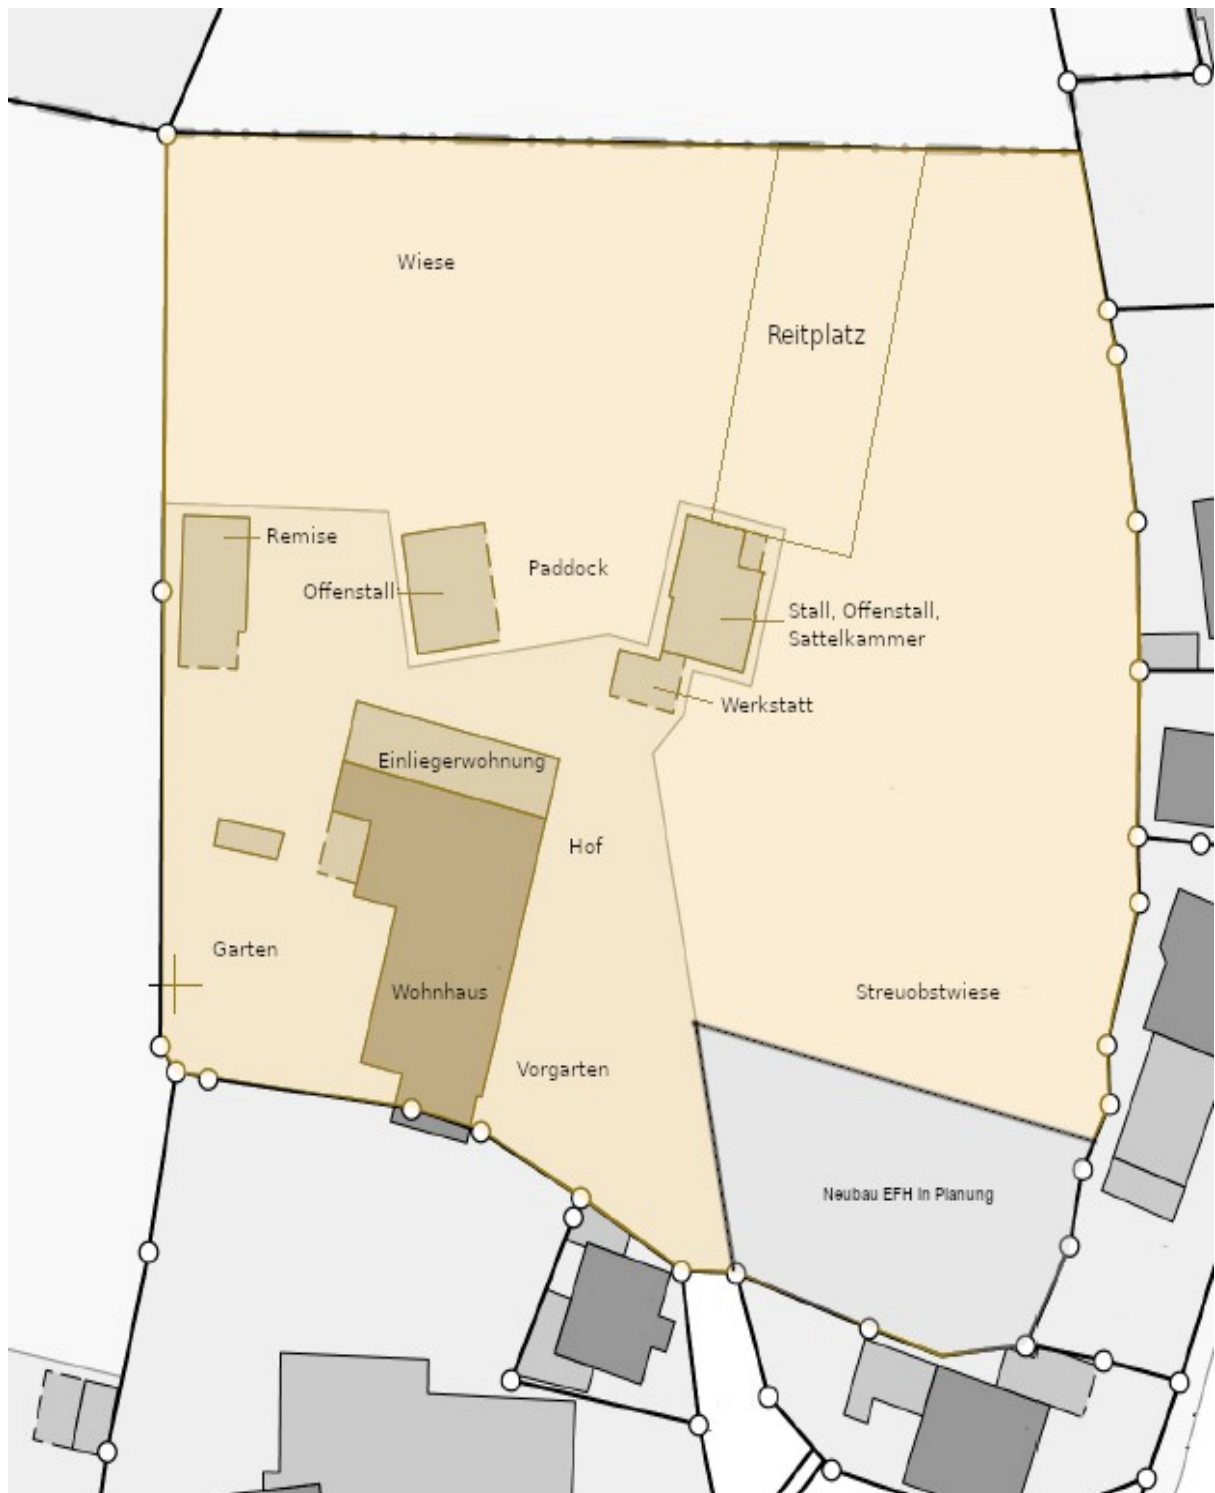 Wiese
Reitplatz
Remise
Offenstall
Paddock
Stall, Offenstall,
Sattelkammer
Werkstatt
Einliegerwohnung
Hof
Garten
Wohnhaus
Streuobstwiese
Vorgarten
Neubau EFH in Planung